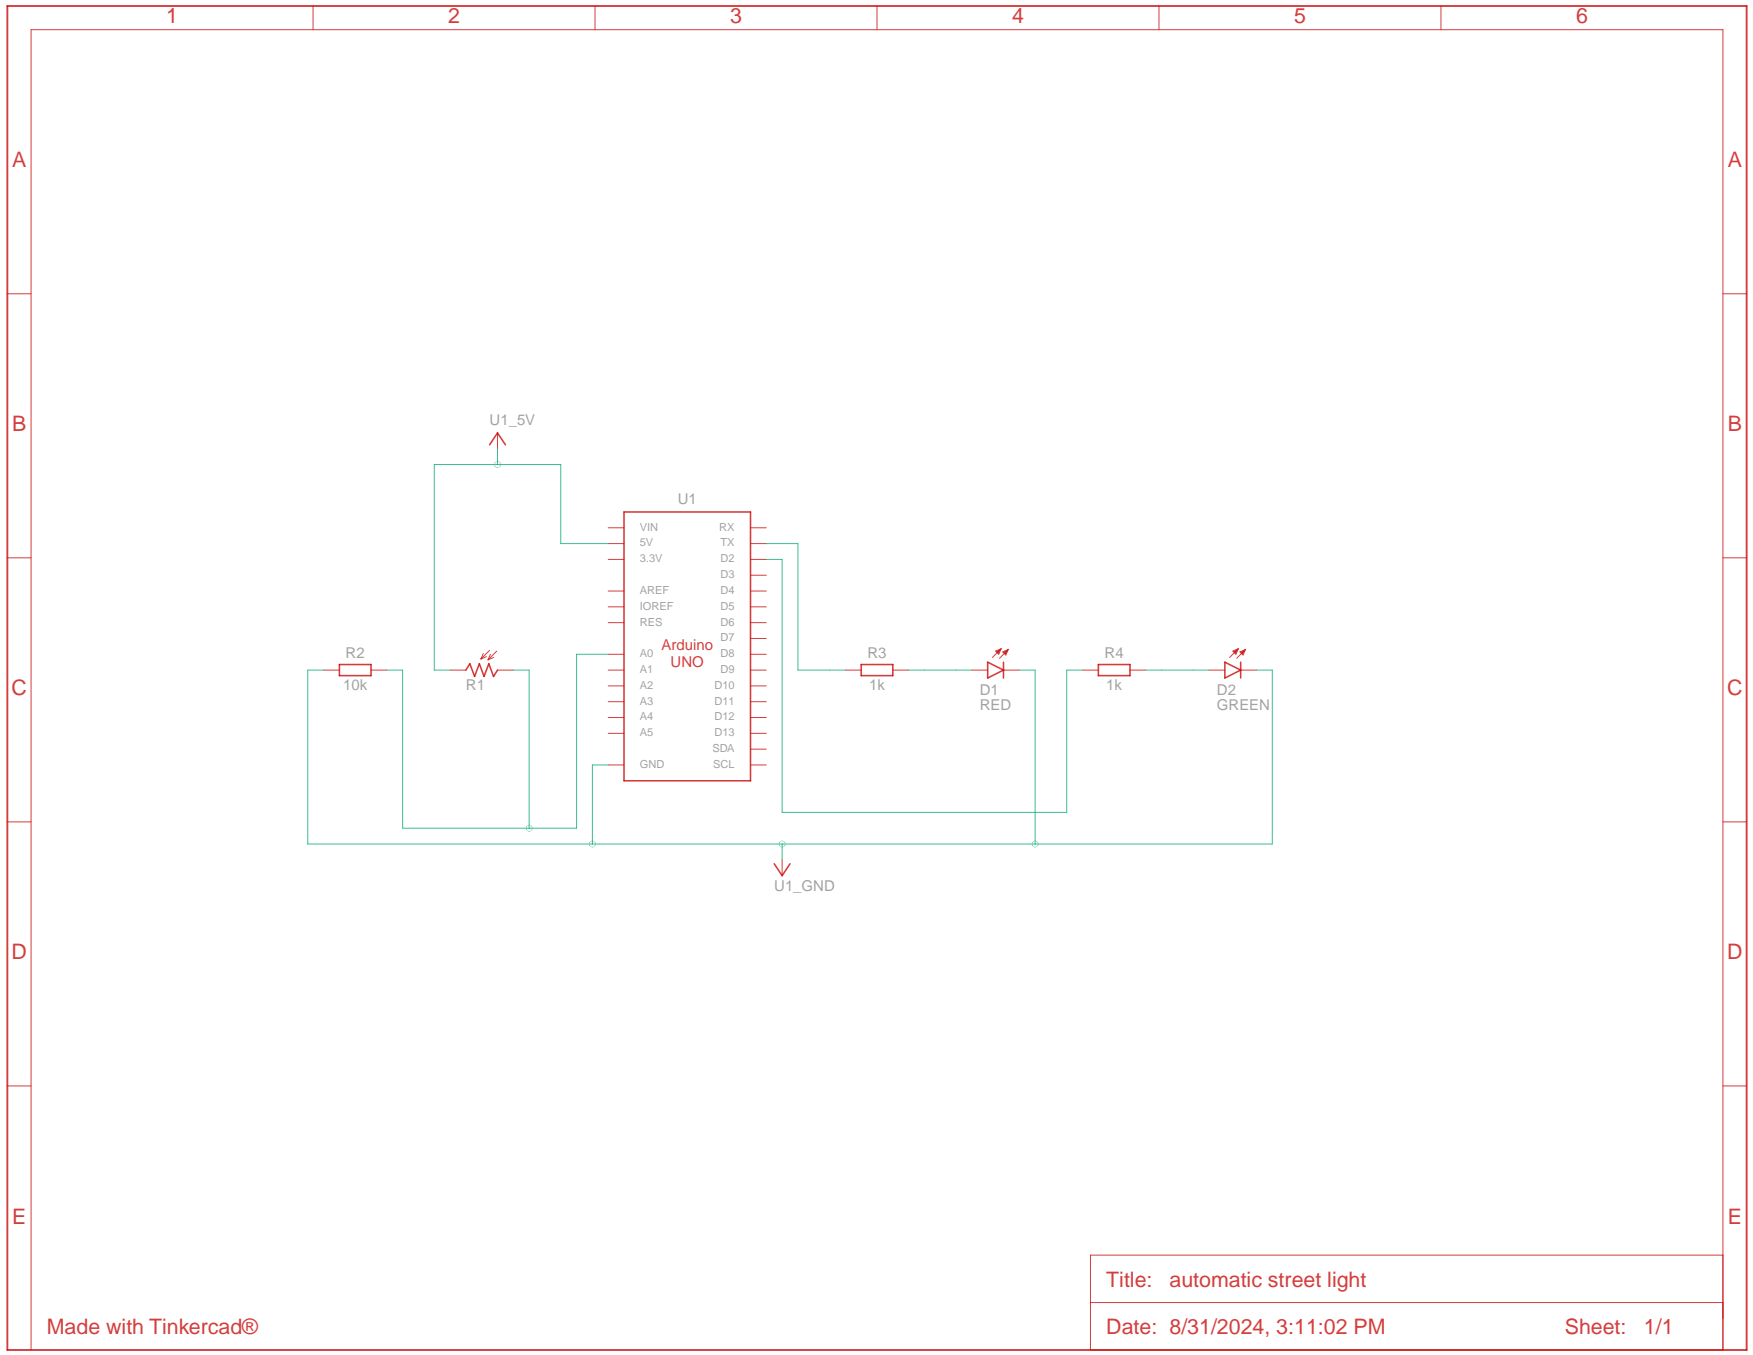 1 2 3 4 5 6
A A
B B
U1_5V
U1
VIN RX
5V TX
3.3V D2
D3
AREF D4
IOREF D5
RES D6
D7
Arduino
UNO
A0 D8
A1 D9
A2 D10
A3 D11
A4 D12
A5 D13
SDA
GND SCL
R2
10k
R1
R3
1k
D1
RED
R4
1k
D2
GREEN
C C
U1_GND
D D
E E
Title: automatic street light
Made with Tinkercad®
Date: 8/31/2024, 3:11:02 PM Sheet: 1/1